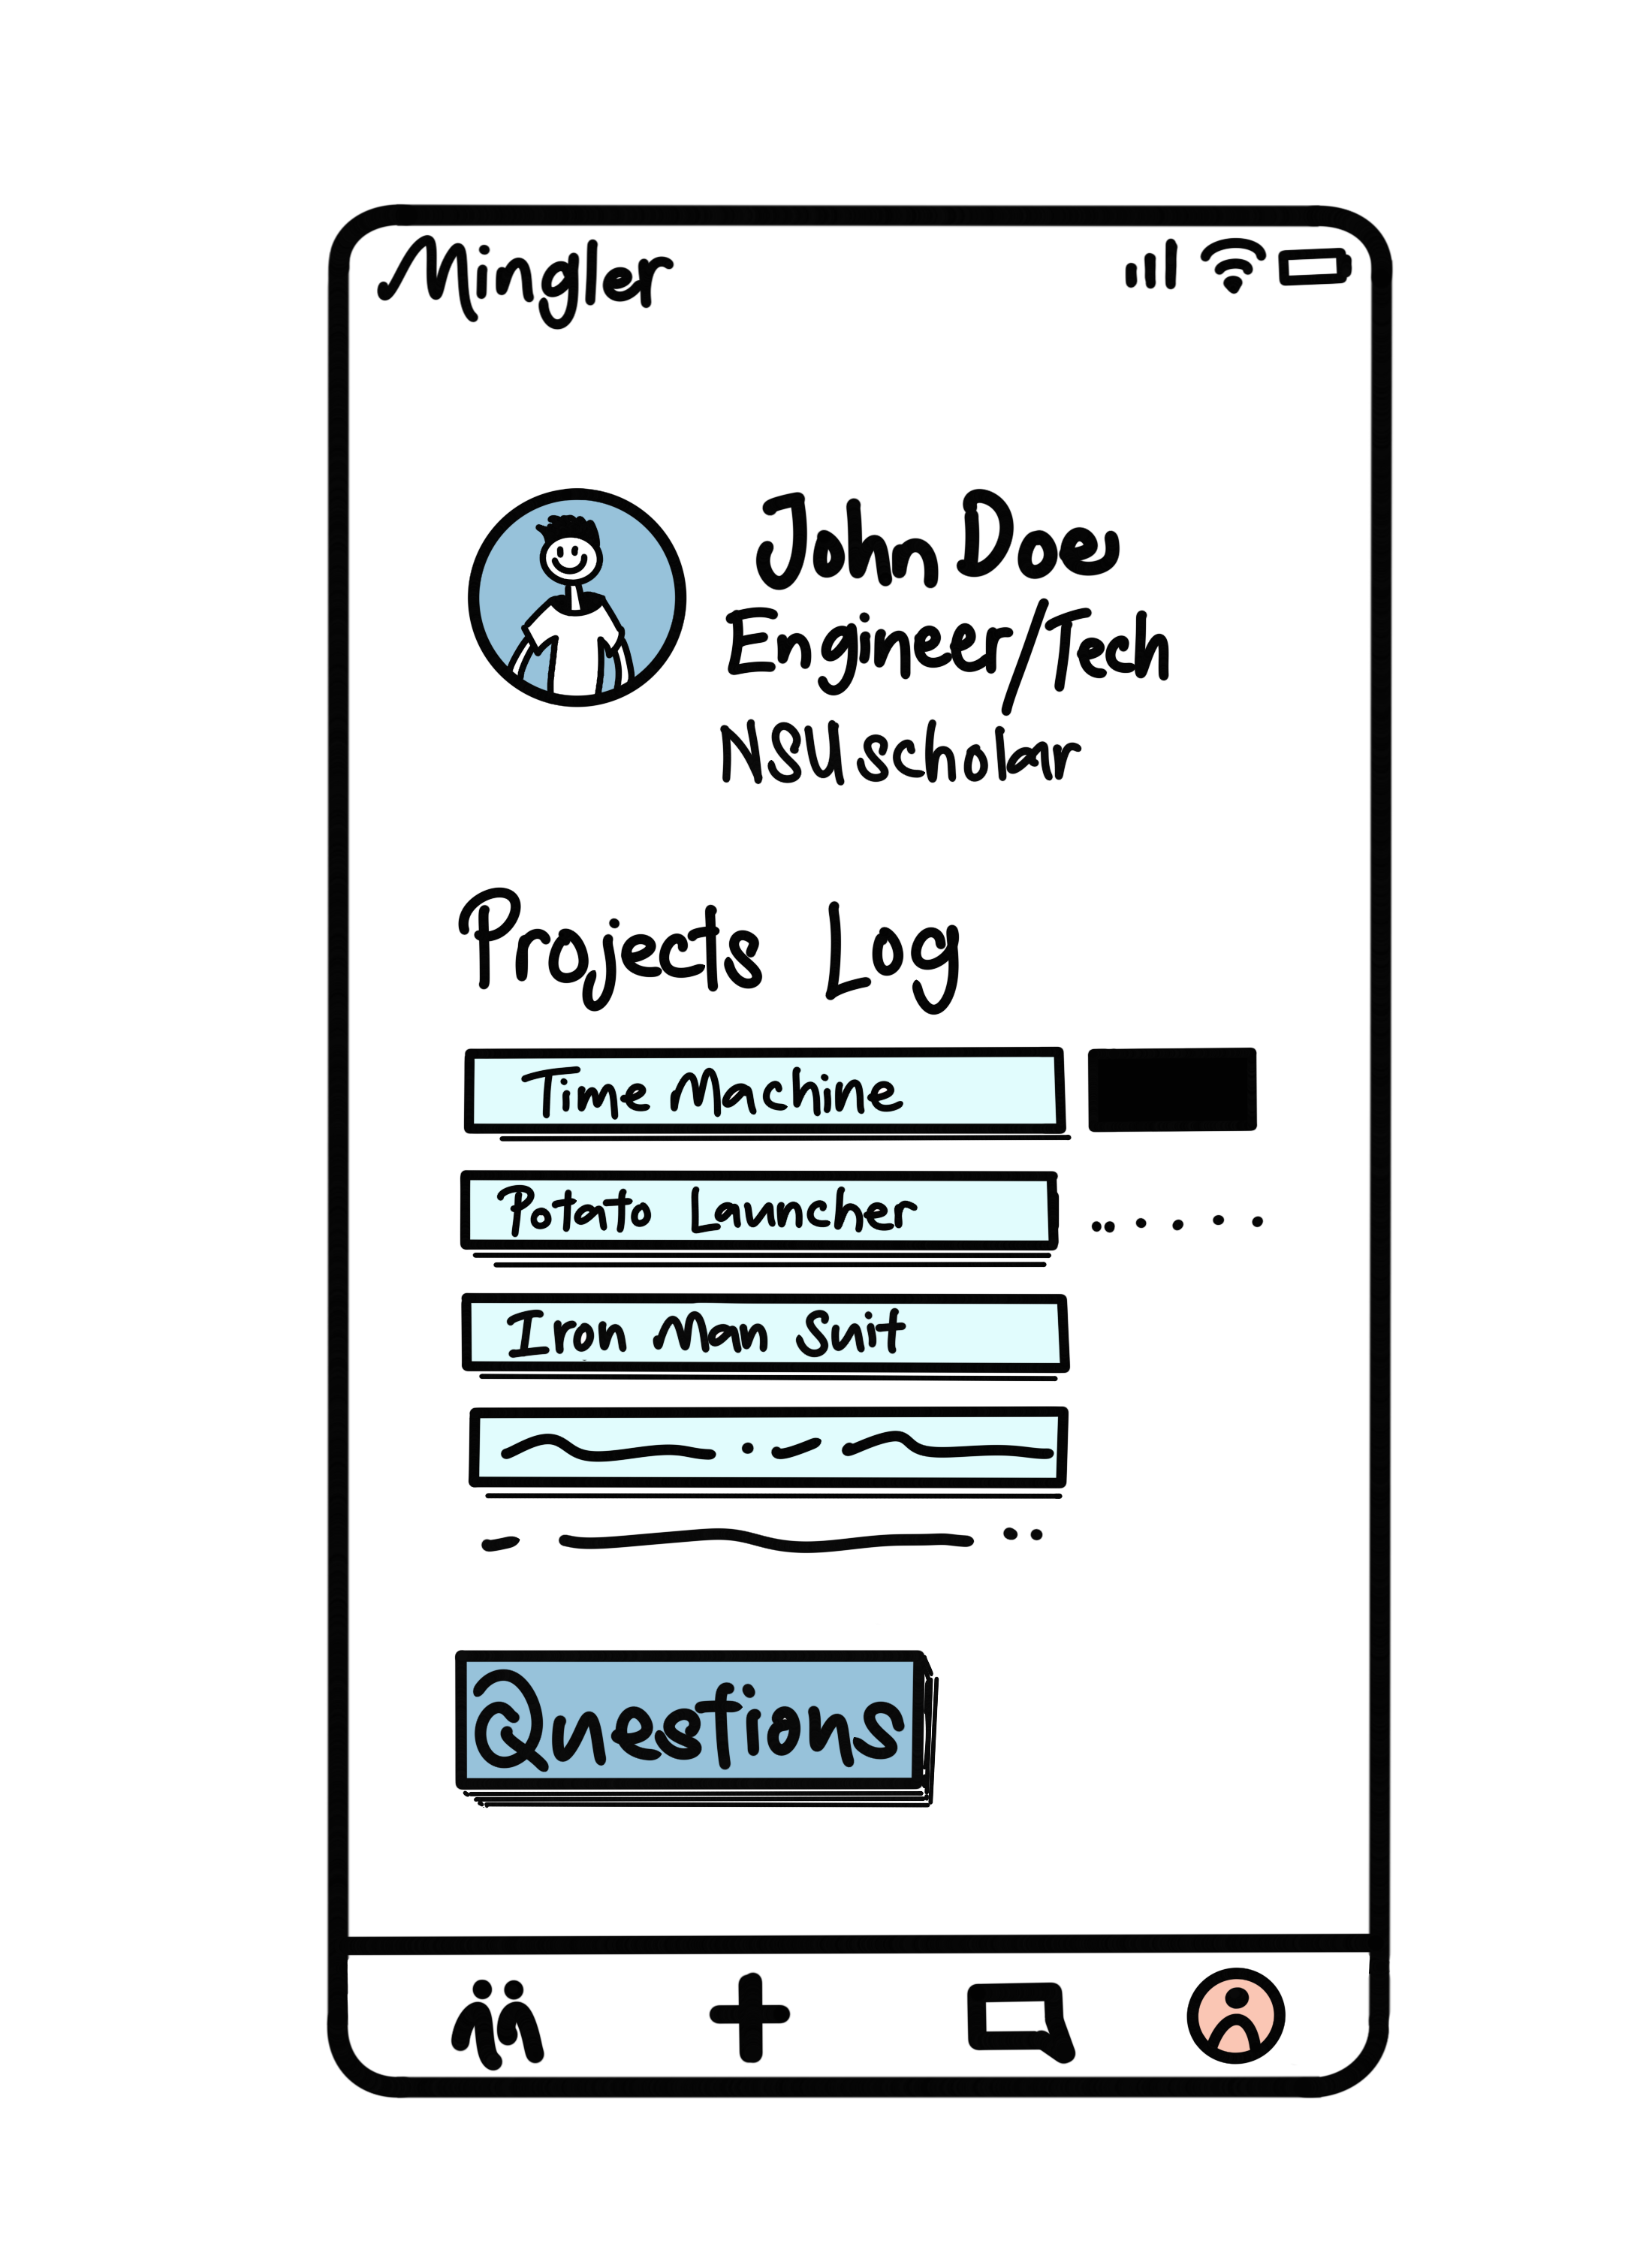 Mingler
John Doe
Engineer/Tech
NSU scholar
Projects Log
Time Machine
Potato Launcher
Iron Man Suit
Questions